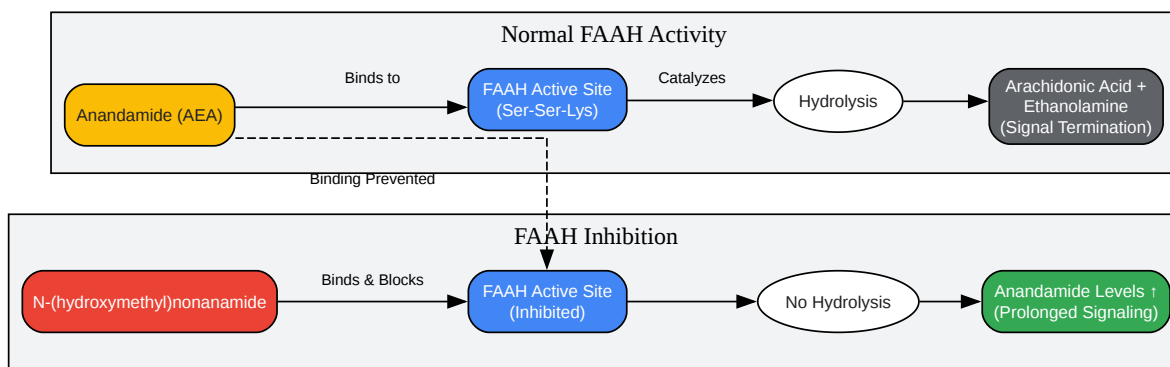 Normal FAAH Activity
Anandamide (AEA)
Binds to
FAAH Active Site
(Ser-Ser-Lys)
Catalyzes
Hydrolysis
Arachidonic Acid +
Ethanolamine
(Signal Termination)
Binding Prevented
FAAH Inhibition
N-(hydroxymethyl)nonanamide
Binds & Blocks
FAAH Active Site
(Inhibited)
No Hydrolysis
Anandamide Levels ↑
(Prolonged Signaling)